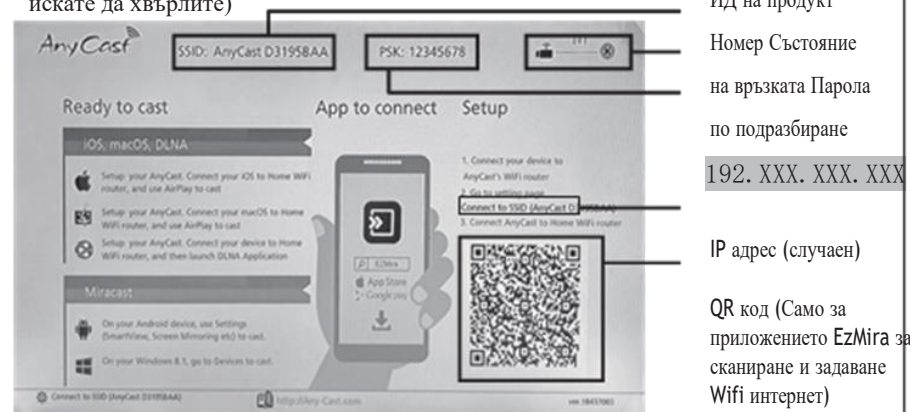 искате да хвърлите)
ИД на продукт
AnyCast
SSID: AnyCast D3195BAA
PSK: 12345678
Номер Състояние
на връзката Парола
по подразбиране
192.XXX.XXX.XXX
IP адрес (случаен)
QR код (Само за
приложението EzMira за
сканиране и задаване
Wifi интернет)
Ready to cast
iOS, macOS, DLNA
Setup your AnyCast. Connect your iOS to Home WiFi
router, and use AirPlay to cast
Setup your AnyCast. Connect your macOS to Home
WiFi router, and use AirPlay to cast
Setup your AnyCast. Connect your device to Home
WiFi router, and then launch DLNA Application
Miracast
On your Android device, use Settings
(SmartView, Screen Mirroring etc) to cast.
On your Windows 8.1, go to Devices to cast.
App to connect
EZMira
App Store
Google play
Setup
1. Connect your device to
AnyCast's WiFi router
2. Go to setting page
Connect to SSID (AnyCast D3195BAA)
3. Connect AnyCast to Home WiFi router
Connect to SSID (AnyCast D3195BAA)
http://Any-Cast.com